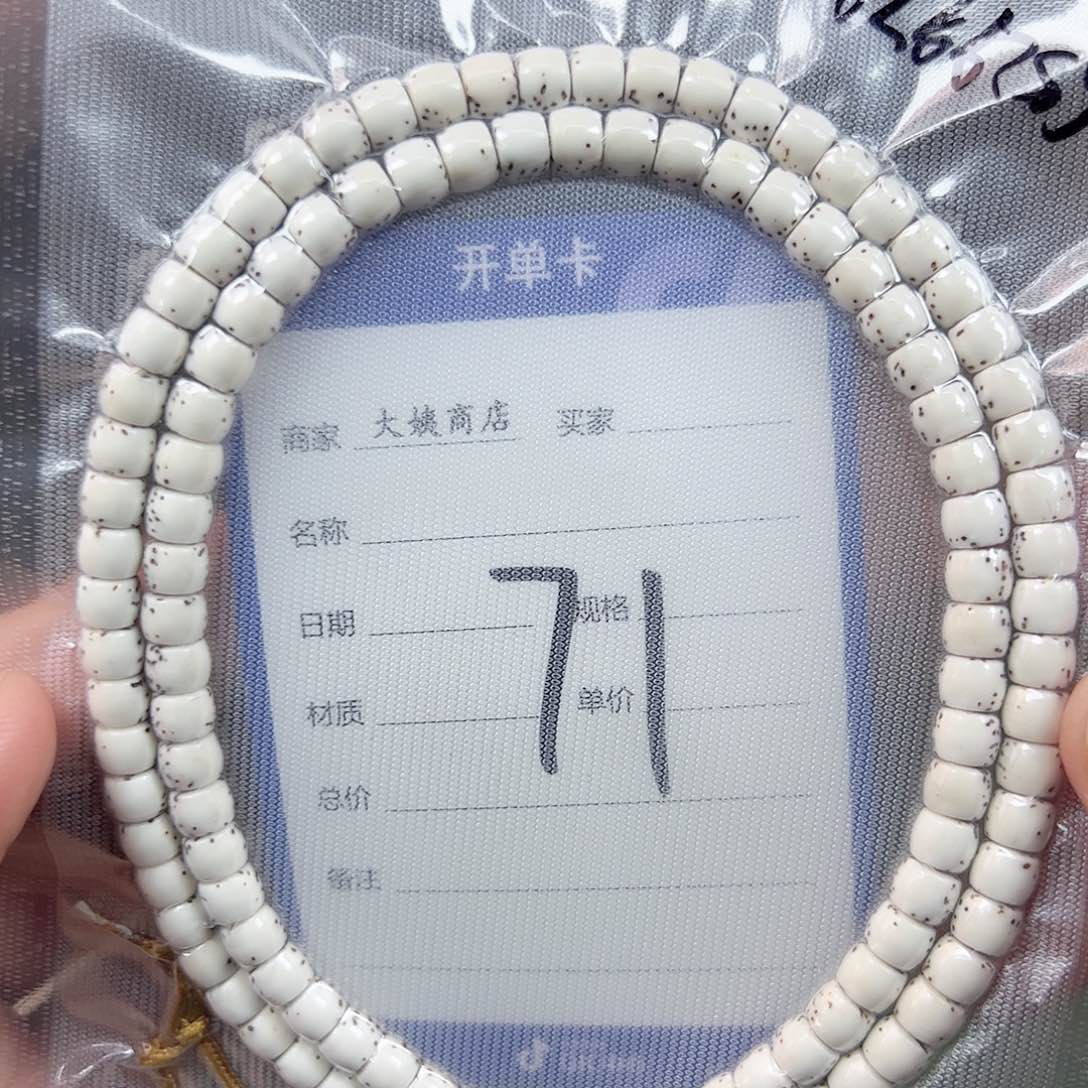 开单卡
商家 大姨商店 买家
名称
日期 规格
71
材质 单价
总价
备注